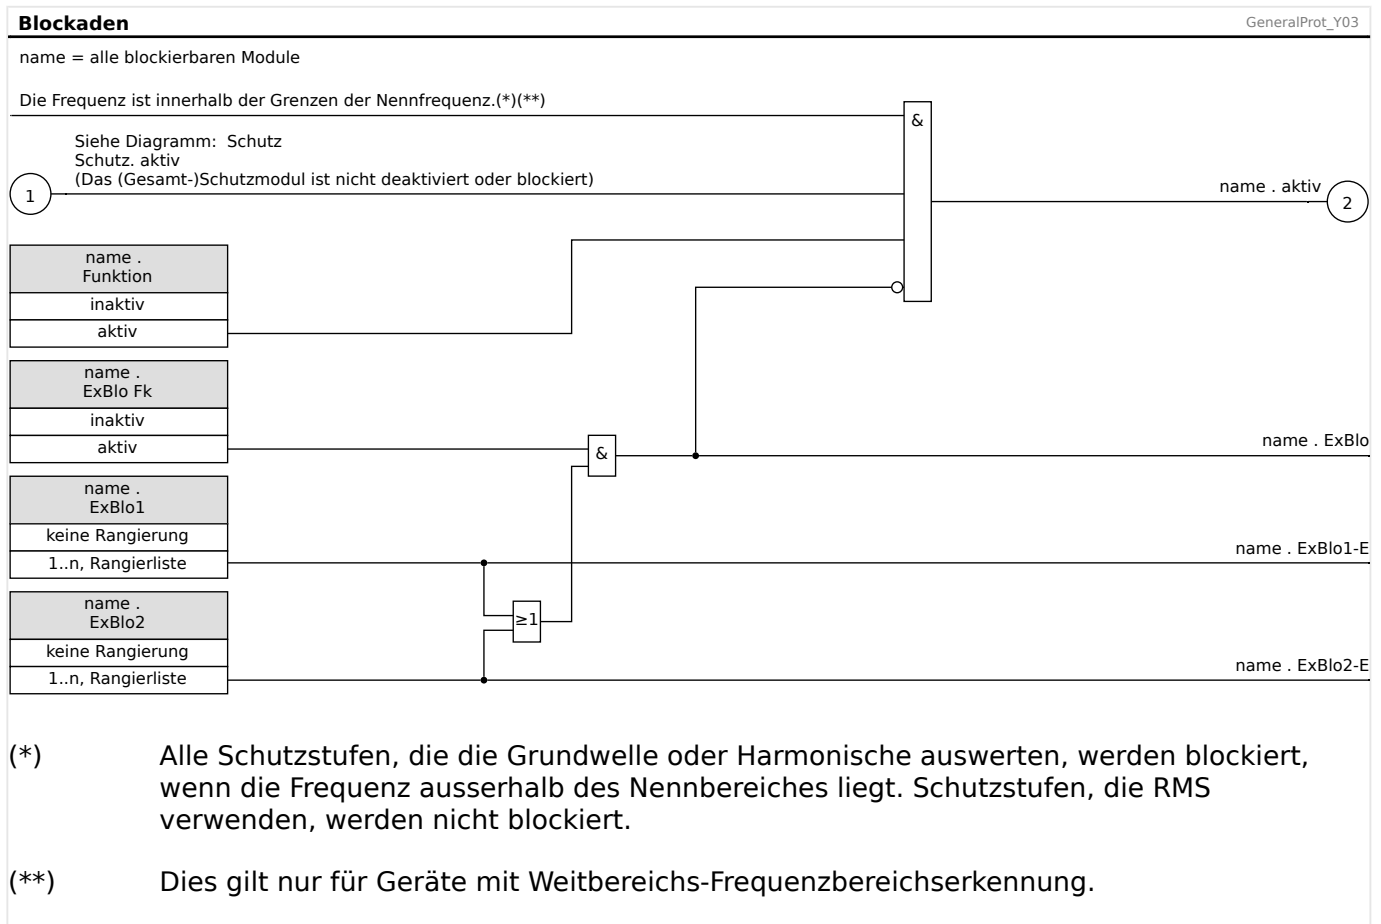 Blockaden
GeneralProt_Y03
name = alle blockierbaren Module
Die Frequenz ist innerhalb der Grenzen der Nennfrequenz.(*)(**)
&
Siehe Diagramm: Schutz
Schutz. aktiv
(Das (Gesamt-)Schutzmodul ist nicht deaktiviert oder blockiert)
1
name . aktiv
2
name .
Funktion
inaktiv
aktiv
name .
ExBlo Fk
inaktiv
aktiv
&
name . ExBlo
name .
ExBlo1
keine Rangierung
1..n, Rangierliste
name . ExBlo1-E
≥1
name .
ExBlo2
keine Rangierung
1..n, Rangierliste
name . ExBlo2-E
(*) Alle Schutzstufen, die die Grundwelle oder Harmonische auswerten, werden blockiert,
wenn die Frequenz ausserhalb des Nennbereiches liegt. Schutzstufen, die RMS
verwenden, werden nicht blockiert.
(**) Dies gilt nur für Geräte mit Weitbereichs-Frequenzbereichserkennung.